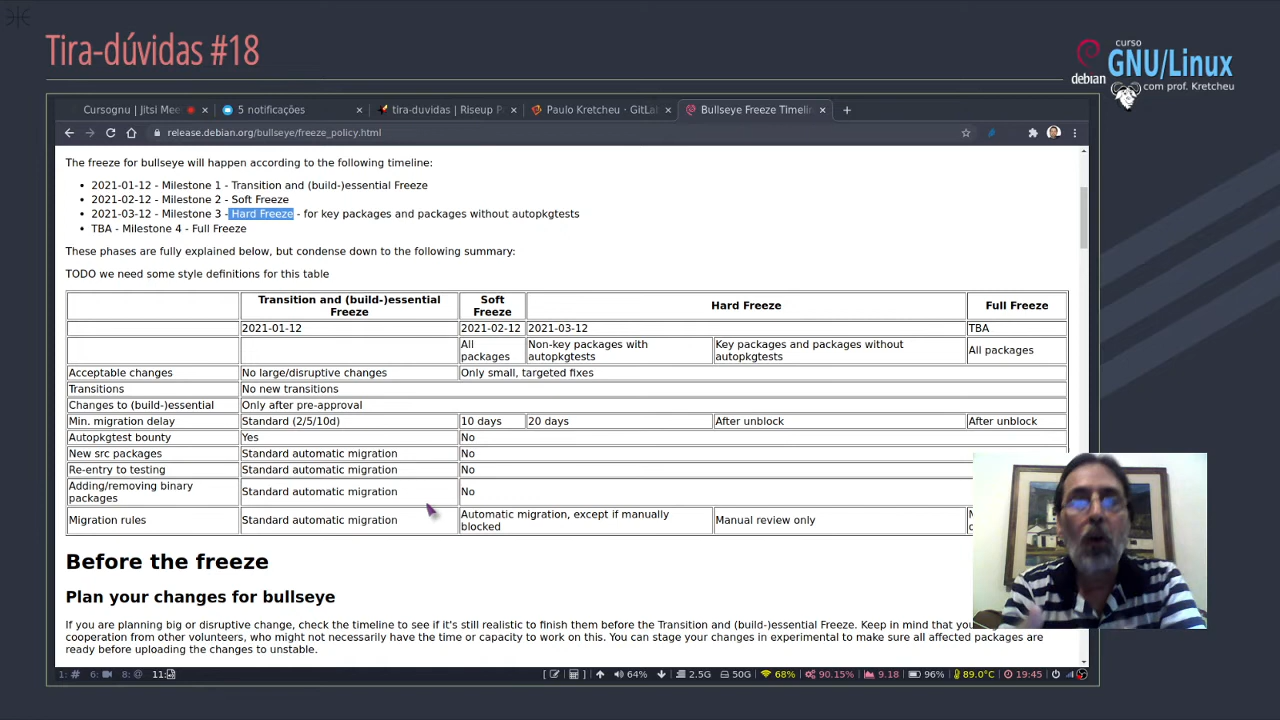 Tira-dúvidas #18
curso
GNU/Linux
debian
com prof. Kretcheu
Cursognu | Jitsi Mee
5 notificações
tira-duvidas | Riseup P
Paulo Kretcheu · GitLa
Bullseye Freeze Timelin
release.debian.org/bullseye/freeze_policy.html
The freeze for bullseye will happen according to the following timeline:
• 2021-01-12 - Milestone 1 - Transition and (build-)essential Freeze
• 2021-02-12 - Milestone 2 - Soft Freeze
• 2021-03-12 - Milestone 3 - Hard Freeze - for key packages and packages without autopkgtests
• TBA - Milestone 4 - Full Freeze
These phases are fully explained below, but condense down to the following summary:
TODO we need some style definitions for this table
Transition and (build-)essential Freeze Soft Freeze Hard Freeze Full Freeze
2021-01-12 2021-02-12 2021-03-12 TBA
All packages Non-key packages with autopkgtests Key packages and packages without autopkgtests All packages
Acceptable changes No large/disruptive changes Only small, targeted fixes
Transitions No new transitions
Changes to (build-)essential Only after pre-approval
Min. migration delay Standard (2/5/10d) 10 days 20 days After unblock After unblock
Autopkgtest bounty Yes No
New src packages Standard automatic migration No
Re-entry to testing Standard automatic migration No
Adding/removing binary packages Standard automatic migration No
Migration rules Standard automatic migration Automatic migration, except if manually blocked Manual review only
Before the freeze
Plan your changes for bullseye
If you are planning big or disruptive change, check the timeline to see if it's still realistic to finish them before the Transition and (build-)essential Freeze. Keep in mind that you
cooperation from other volunteers, who might not necessarily have the time or capacity to work on this. You can stage your changes in experimental to make sure all affected packages are
ready before uploading the changes to unstable.
1: # 6: 8: @ 11: 64% 2.5G 50G 68% 90.15% 9.18 96% 89.0°C 19:45